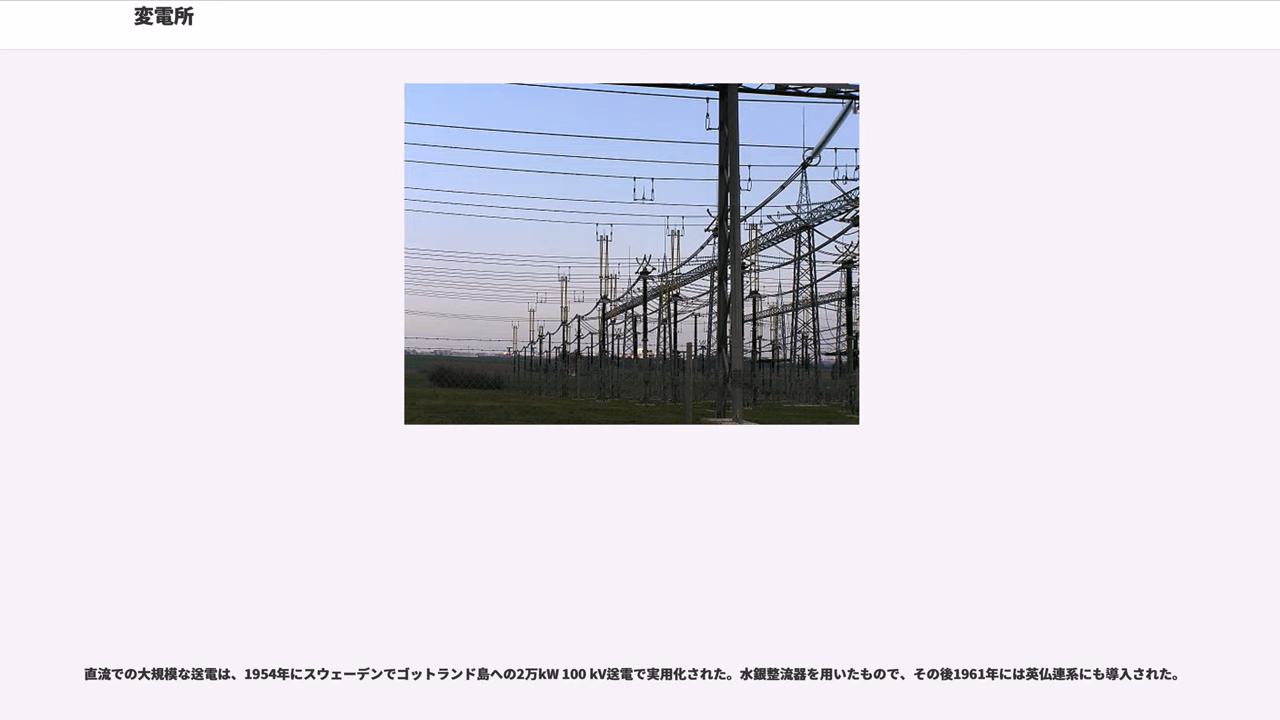 変電所
直流での大規模な送電は、1954年にスウェーデンでゴットランド島への2万kW 100 kV送電で実用化された。水銀整流器を用いたもので、その後1961年には英仏連系にも導入された。